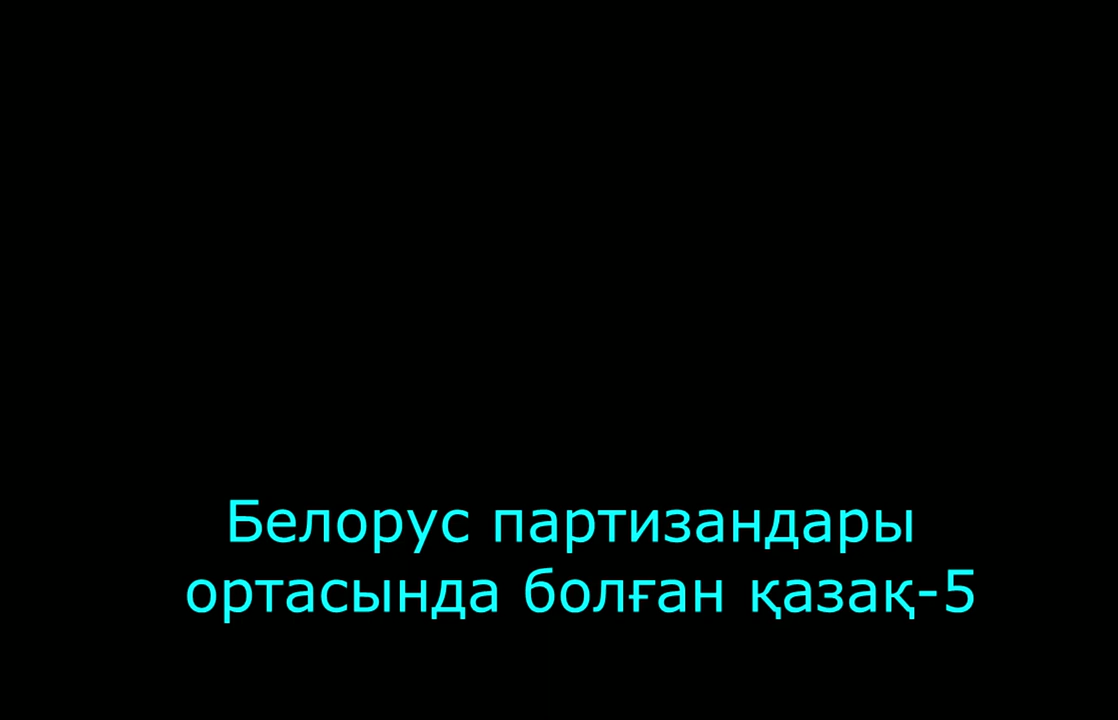 Белорус партизандары
ортасында болған қазақ-5